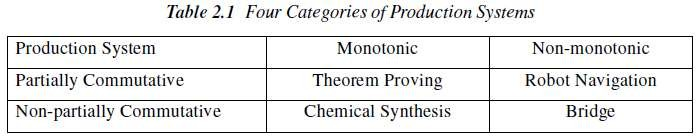 Table 2.1 Four Categories of Production Systems
Production System Monotonic Non-monotonic
Partially Commutative Theorem Proving Robot Navigation
Non-partially Commutative Chemical Synthesis Bridge